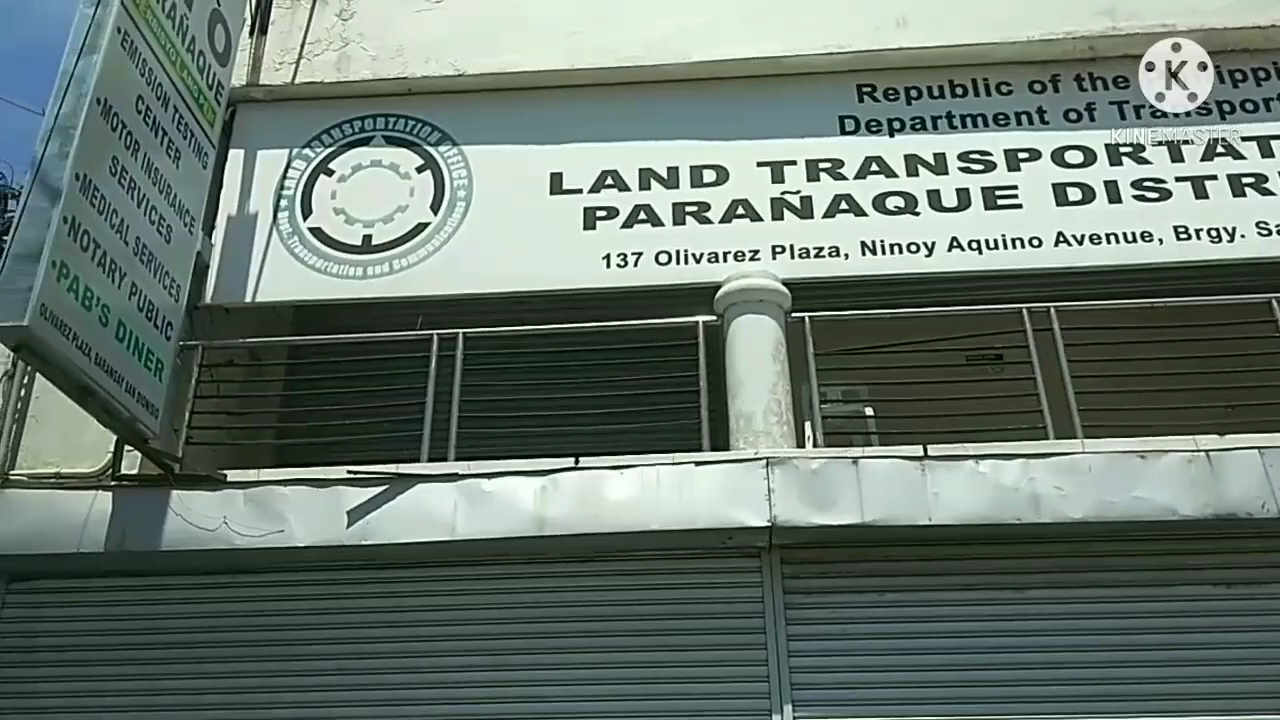 Ñ O
RAÑAQUE
•EMISSION TESTING
CENTER
•MOTOR INSURANCE
SERVICES
•MEDICAL SERVICES
•NOTARY PUBLIC
•PAB'S DINER
OLIVAREZ PLAZA, BARANGAY SAN DIONISIO
LAND TRANSPORTATION OFFICE
Dept. Transportation and Communications
Republic of the ippi
Department of Transpor
LAND TRANSPORTAT
PARAÑAQUE DISTR
137 Olivarez Plaza, Ninoy Aquino Avenue, Brgy. Sa
K
KINEMASTER